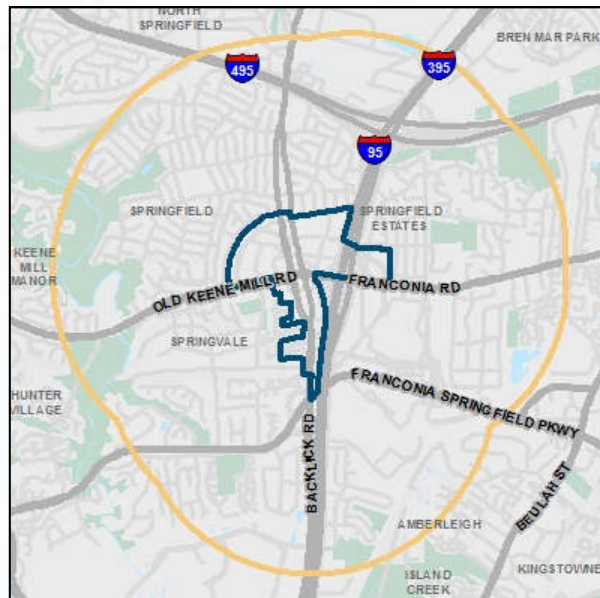 NORTH
SPRINGFIELD
BREN MAR PARK
495
395
95
SPRINGFIELD
SPRINGFIELD
ESTATES
KEENE
MILL
MANOR
OLD KEENE MILL RD
FRANCONIA RD
SPRINGVALE
HUNTER
VILLAGE
FRANCONIA SPRINGFIELD PKWY
BACKLICK RD
BEULAH ST
AMBERLEIGH
ISLAND
CREEK
KINGSTOWNE